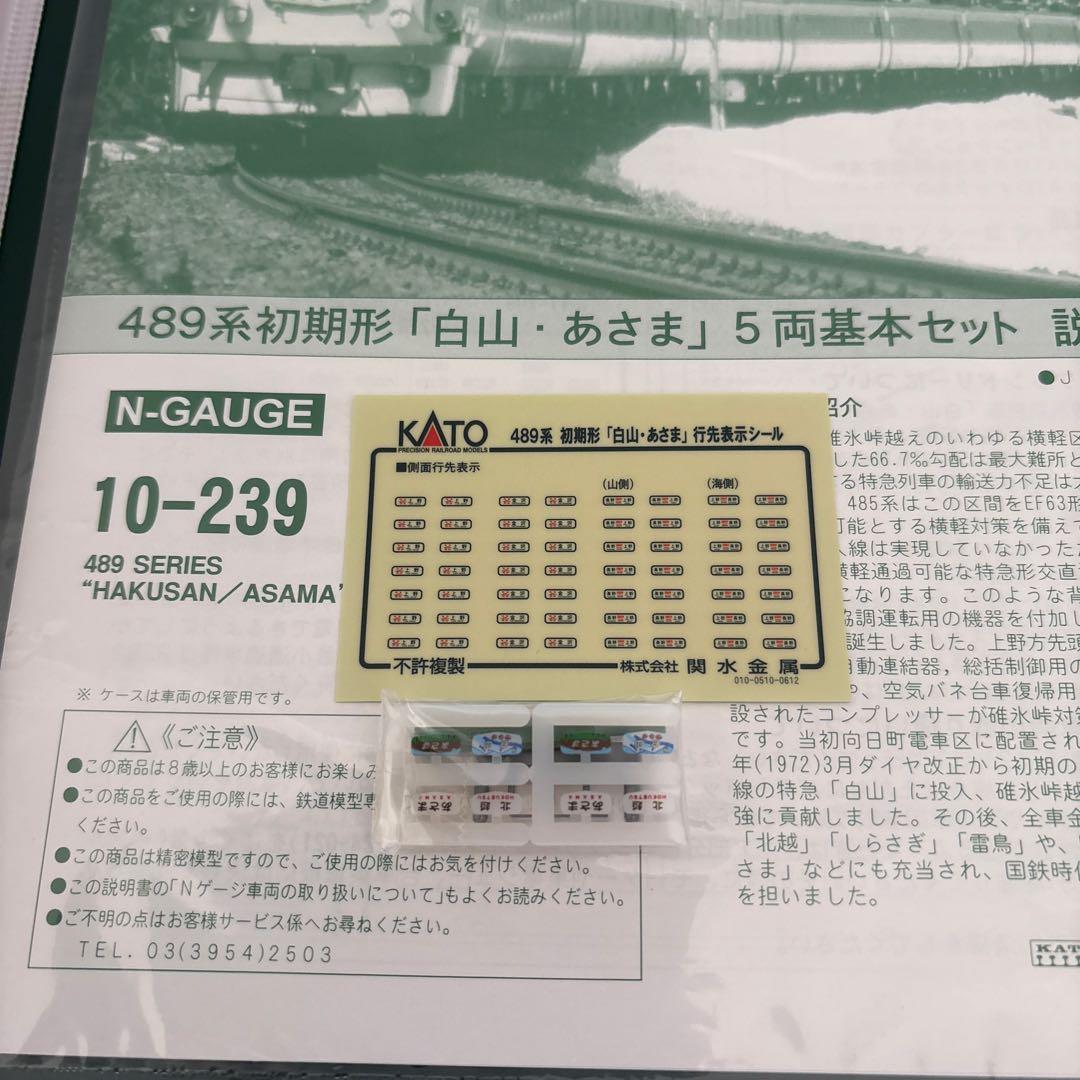 489系初期形「白山・あさま」5両基本セット 説
●J
N-GAUGE
10-239
489 SERIES
"HAKUSAN/ASAMA"
※ ケースは車両の保管用です。
《ご注意》
●この商品は8歳以上のお客様にお楽しみ
●この商品をご使用の際には、鉄道模型専
ください。
●この商品は精密模型ですので、ご使用の際にはお気を付けください。
●この説明書の「Nゲージ車両の取り扱いについて」もよくお読みください。
●ご不明の点はお客様サービス係へお尋ねください。
TEL. 03(3954)2503
KATO
PRECISION RAILROAD MODELS
489系 初期形「白山・あさま」行先表示シール
■側面行先表示
(山側) (海側)
不許複製
株式会社 関水金属
010-0510-0612
あさま 北越 あさま 北越
ASAMA HOKUETSU ASAMA HOKUETSU
紹介
碓氷峠越えのいわゆる横軽区
した66.7‰勾配は最大難所と
る特急列車の輸送力不足は大
485系はこの区間をEF63形
可能とする横軽対策を備えて
入線は実現していなかったた
横軽通過可能な特急形交直
になります。このような背
協調運転用の機器を付加し
誕生しました。上野方先頭
自動連結器，総括制御用の
P、空気バネ台車復帰用
設されたコンプレッサーが碓氷峠対策
です。当初向日町電車区に配置され
年(1972)3月ダイヤ改正から初期の
線の特急「白山」に投入、碓氷峠越
強に貢献しました。その後、全車金
「北越」「しらさぎ」「雷鳥」や、
さま」などにも充当され、国鉄時代
を担いました。
KATO